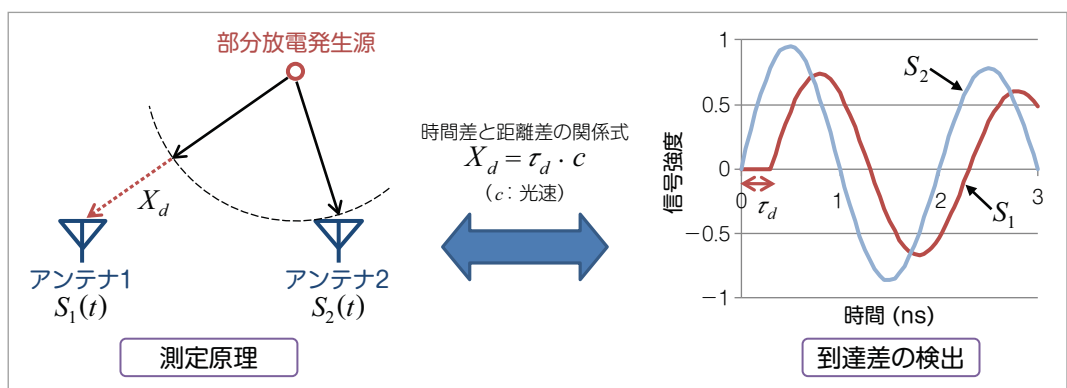 部分放電発生源
X_d
アンテナ1
S_1(t)
アンテナ2
S_2(t)
測定原理
時間差と距離差の関係式
X_d = τ_d · c
(c: 光速)
1
0.5
0
−0.5
−1
信号強度
0
1
2
3
τ_d
S_2
S_1
時間 (ns)
到達差の検出